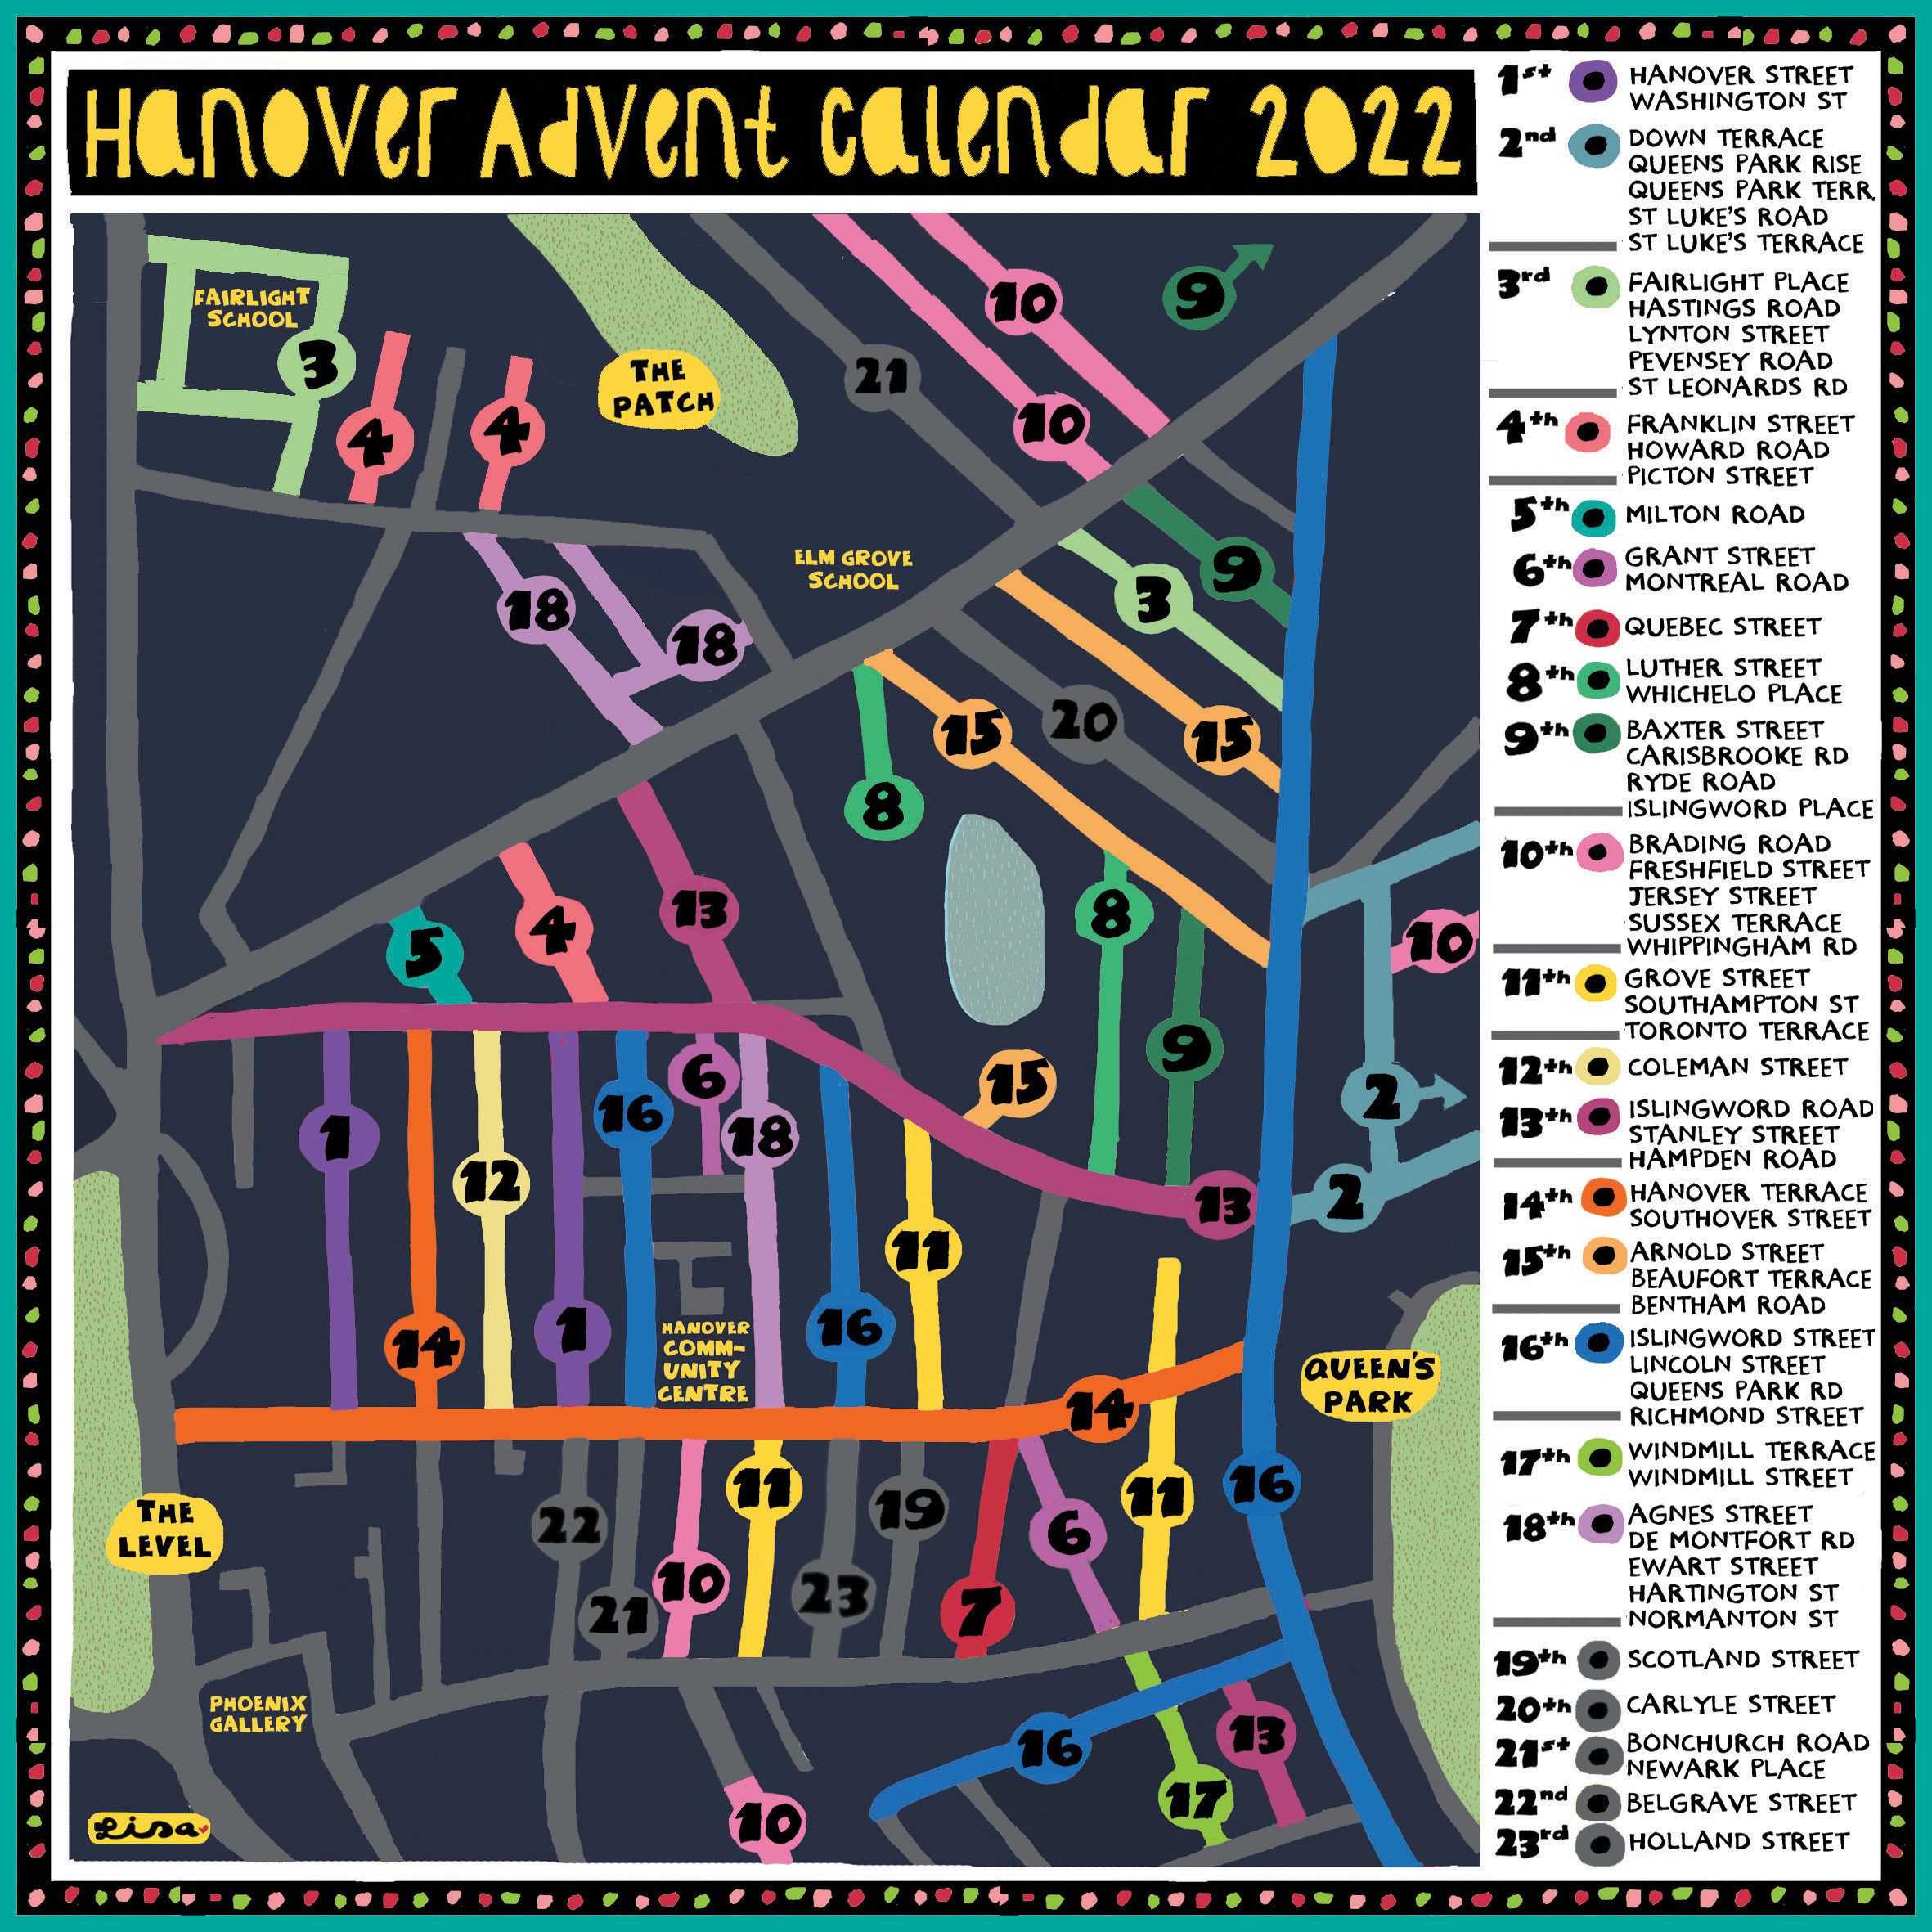 Hanover Advent Calendar 2022
1st
HANOVER STREET
WASHINGTON ST
2nd
DOWN TERRACE
QUEENS PARK RISE
QUEENS PARK TERR.
ST LUKE'S ROAD
ST LUKE'S TERRACE
3rd
FAIRLIGHT PLACE
HASTINGS ROAD
LYNTON STREET
PEVENSEY ROAD
ST LEONARDS RD
4th
FRANKLIN STREET
HOWARD ROAD
PICTON STREET
5th
MILTON ROAD
6th
GRANT STREET
MONTREAL ROAD
7th
QUEBEC STREET
8th
LUTHER STREET
WHICHELO PLACE
9th
BAXTER STREET
CARISBROOKE RD
RYDE ROAD
ISLINGWORD PLACE
10th
BRADING ROAD
FRESHFIELD STREET
JERSEY STREET
SUSSEX TERRACE
WHIPPINGHAM RD
11th
GROVE STREET
SOUTHAMPTON ST
TORONTO TERRACE
12th
COLEMAN STREET
13th
ISLINGWORD ROAD
STANLEY STREET
HAMPDEN ROAD
14th
HANOVER TERRACE
SOUTHOVER STREET
15th
ARNOLD STREET
BEAUFORT TERRACE
BENTHAM ROAD
16th
ISLINGWORD STREET
LINCOLN STREET
QUEENS PARK RD
RICHMOND STREET
17th
WINDMILL TERRACE
WINDMILL STREET
18th
AGNES STREET
DE MONTFORT RD
EWART STREET
HARTINGTON ST
NORMANTON ST
19th
SCOTLAND STREET
20th
CARLYLE STREET
21st
BONCHURCH ROAD
NEWARK PLACE
22nd
BELGRAVE STREET
23rd
HOLLAND STREET
FAIRLIGHT
SCHOOL
10
9
3
THE
PATCH
21
4
4
10
ELM GROVE
SCHOOL
9
3
18
18
15
20
15
8
13
8
5
4
10
9
6
15
2
1
16
18
12
13
2
11
14
1
16
HANOVER
COMM-
UNITY
CENTRE
QUEEN'S
PARK
14
THE
LEVEL
22
11
19
11
16
6
10
23
21
7
PHOENIX
GALLERY
16
13
17
10
Lisa